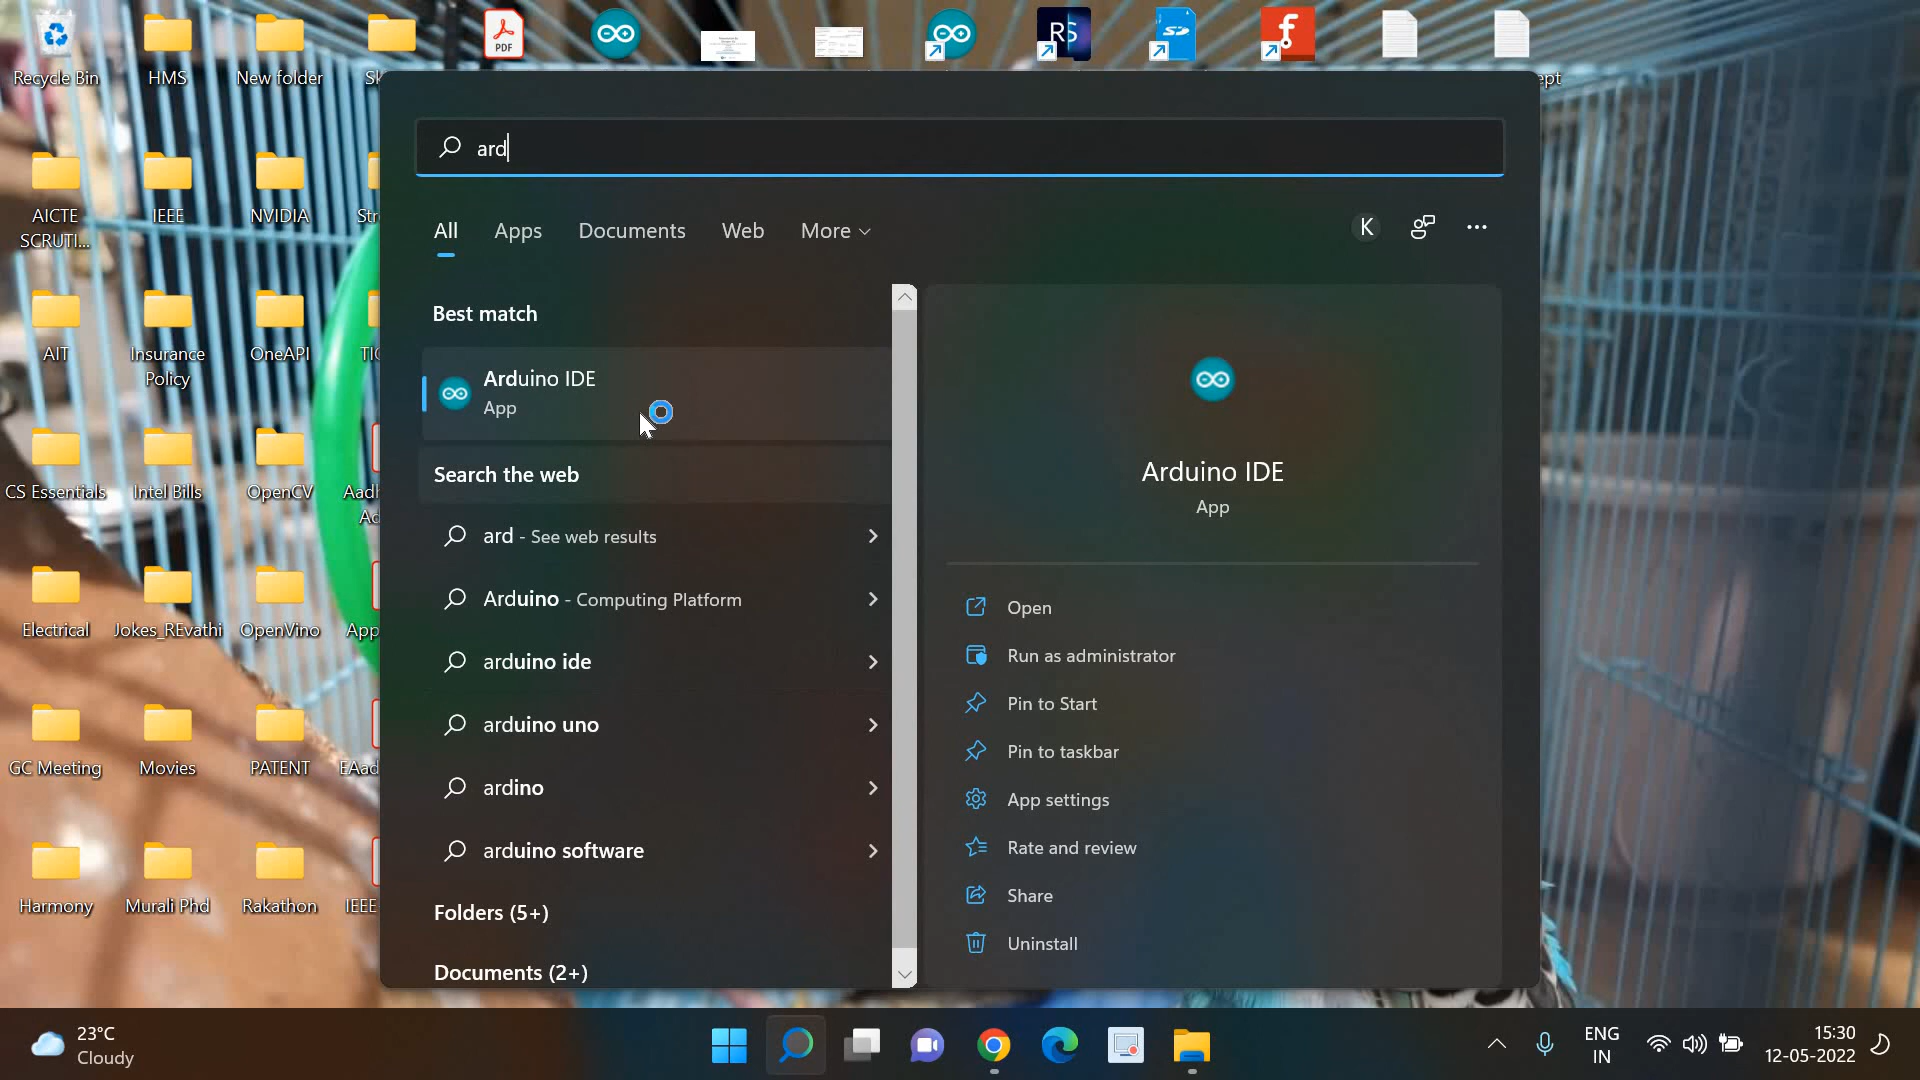 Recycle Bin
HMS
New folder
PDF
RS
SD
f
ard
AICTE
SCRUTI...
IEEE
NVIDIA
All
Apps
Documents
Web
More
K
Best match
Arduino IDE
App
Search the web
ard - See web results
Arduino - Computing Platform
arduino ide
arduino uno
ardino
arduino software
Folders (5+)
Documents (2+)
Arduino IDE
App
Open
Run as administrator
Pin to Start
Pin to taskbar
App settings
Rate and review
Share
Uninstall
AIT
Insurance
Policy
OneAPI
CS Essentials
Intel Bills
OpenCV
Electrical
Jokes_REvathi
OpenVino
GC Meeting
Movies
PATENT
Harmony
Murali Phd
Rakathon
IEEE
23°C
Cloudy
ENG
IN
15:30
12-05-2022